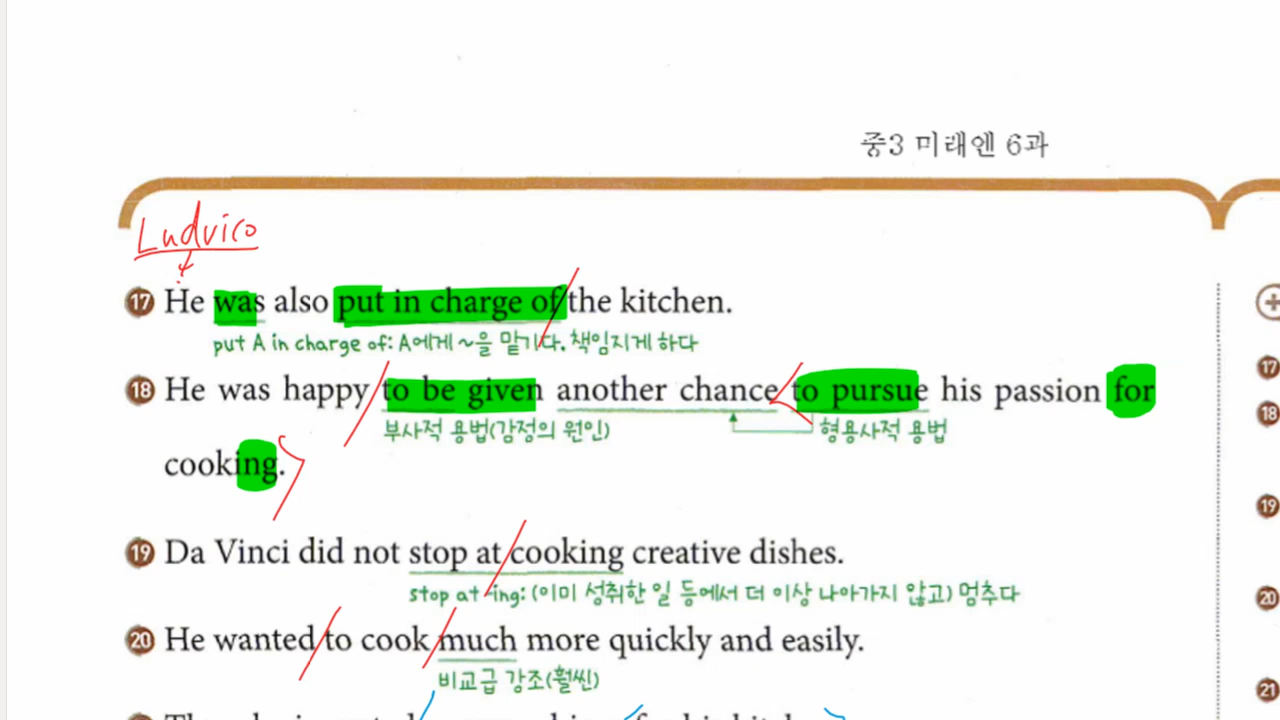 중3 미래엔 6과
Ludvico
17 He was also put in charge of the kitchen.
put A in charge of: A에게 ~을 맡기다. 책임지게 하다
18 He was happy to be given another chance to pursue his passion for
부사적 용법(감정의 원인) 형용사적 용법
cooking.
19 Da Vinci did not stop at cooking creative dishes.
stop at -ing: (이미 성취한 일 등에서 더 이상 나아가지 않고) 멈추다
20 He wanted to cook much more quickly and easily.
비교급 강조(훨씬)
17
18
19
20
21